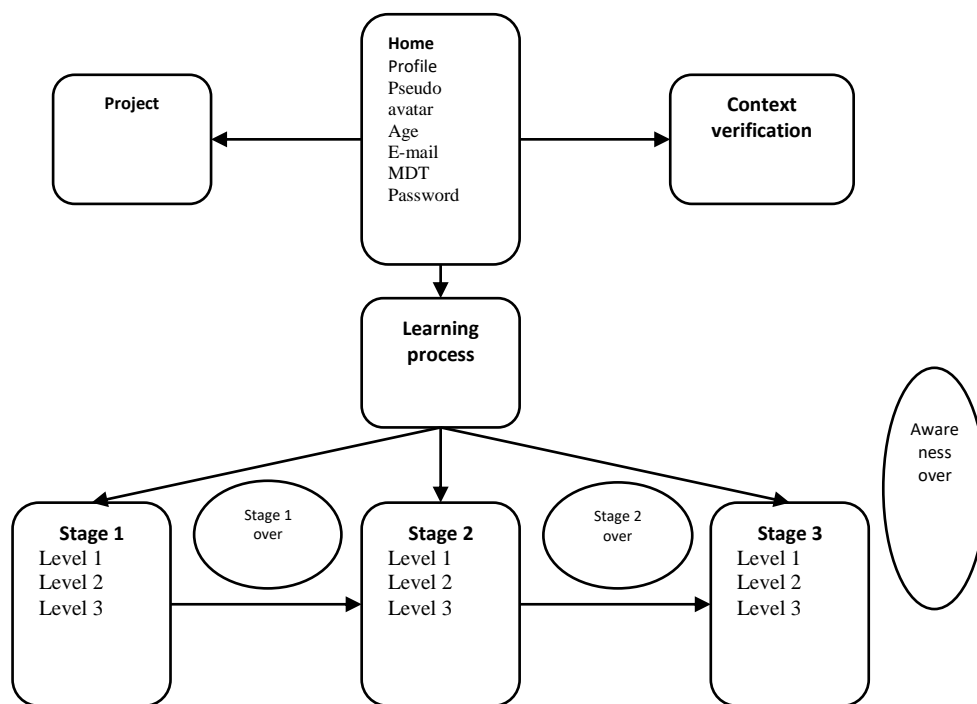 Home
Profile
Pseudo
avatar
Age
E-mail
MDT
Password
Project
Context
verification
Learning
process
Aware
ness
over
Stage 1
Level 1
Level 2
Level 3
Stage 1
over
Stage 2
Level 1
Level 2
Level 3
Stage 2
over
Stage 3
Level 1
Level 2
Level 3